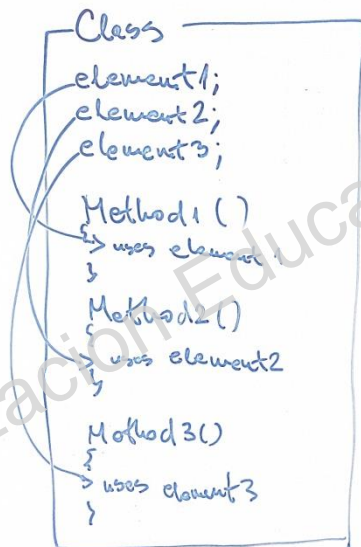 Class
element1;
element2;
element3;
Method1()
{
uses element1
}
Method2()
{
uses element2
}
Method3()
{
uses element3
}